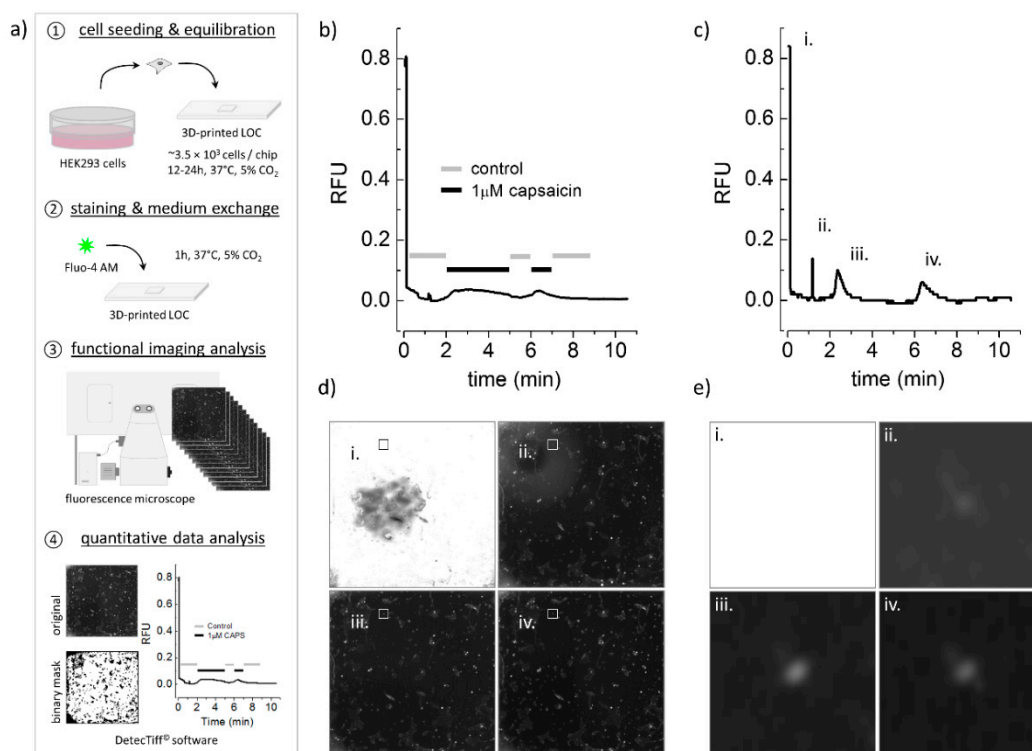 a)
① cell seeding & equilibration
HEK293 cells
3D-printed LOC
~3.5 × 10³ cells / chip
12-24h, 37°C, 5% CO₂
② staining & medium exchange
Fluo-4 AM
1h, 37°C, 5% CO₂
3D-printed LOC
③ functional imaging analysis
fluorescence microscope
④ quantitative data analysis
original
binary mask
RFU
0.8
0.6
0.4
0.2
0.0
Control
1µM CAPS
0 2 4 6 8 10
Time (min)
DetecTiff© software
b)
RFU
0.8
0.6
0.4
0.2
0.0
control
1µM capsaicin
0 2 4 6 8 10
time (min)
c)
RFU
0.8
0.6
0.4
0.2
0.0
i.
ii.
iii.
iv.
0 2 4 6 8 10
time (min)
d)
i.
ii.
iii.
iv.
e)
i.
ii.
iii.
iv.